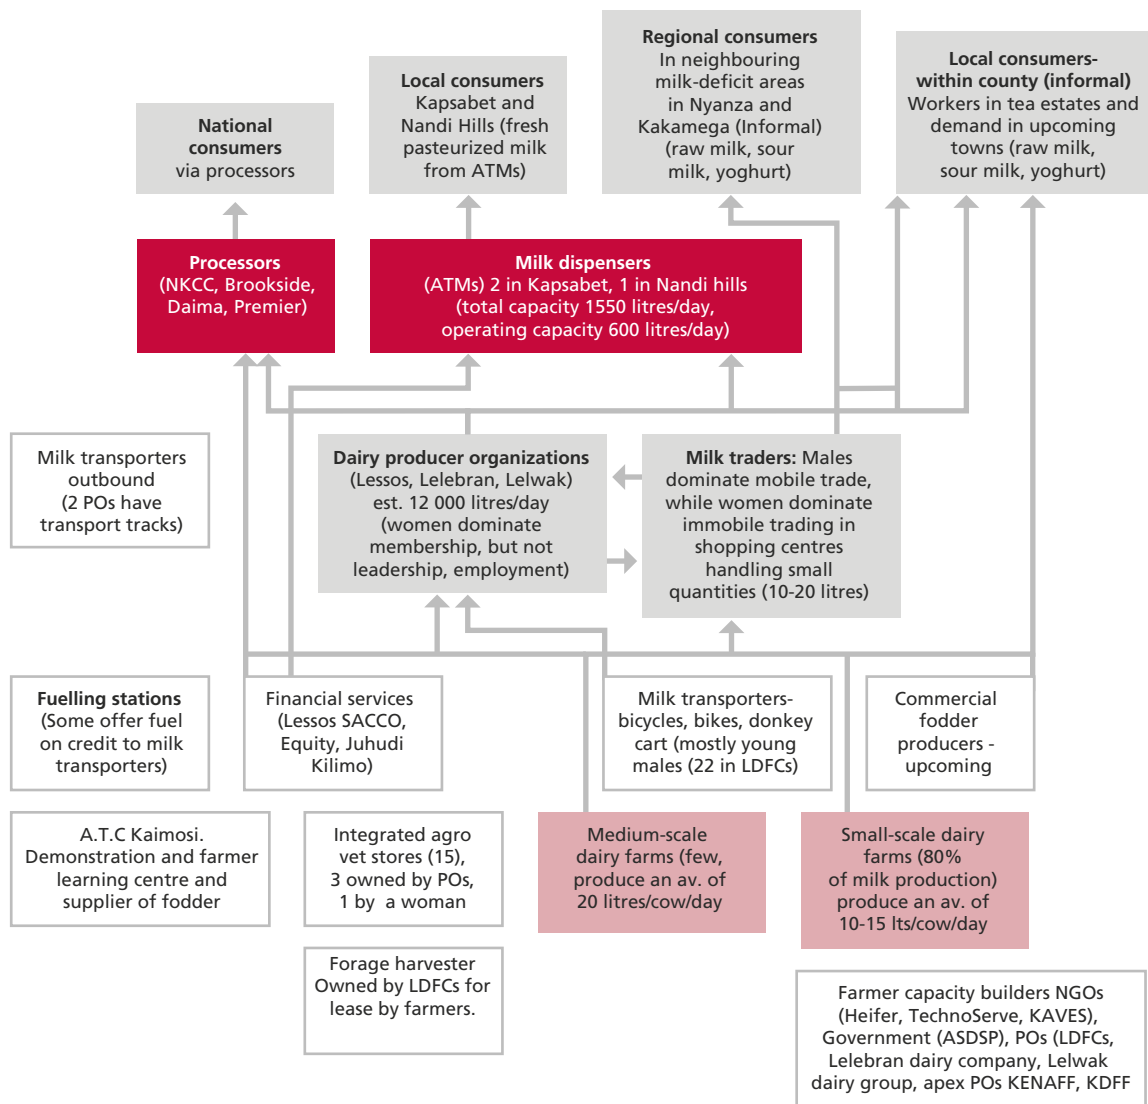 Regional consumers
In neighbouring
milk-deficit areas
in Nyanza and
Kakamega (Informal)
(raw milk, sour
milk, yoghurt)
Local consumers-
within county (informal)
Workers in tea estates and
demand in upcoming
towns (raw milk,
sour milk, yoghurt)
Local consumers
Kapsabet and
Nandi Hills (fresh
pasteurized milk
from ATMs)
National
consumers
via processors
Processors
(NKCC, Brookside,
Daima, Premier)
Milk dispensers
(ATMs) 2 in Kapsabet, 1 in Nandi hills
(total capacity 1550 litres/day,
operating capacity 600 litres/day)
Milk transporters
outbound
(2 POs have
transport tracks)
Dairy producer organizations
(Lessos, Lelebran, Lelwak)
est. 12 000 litres/day
(women dominate
membership, but not
leadership, employment)
Milk traders: Males
dominate mobile trade,
while women dominate
immobile trading in
shopping centres
handling small
quantities (10-20 litres)
Fuelling stations
(Some offer fuel
on credit to milk
transporters)
Financial services
(Lessos SACCO,
Equity, Juhudi
Kilimo)
Milk transporters-
bicycles, bikes, donkey
cart (mostly young
males (22 in LDFCs)
Commercial
fodder
producers -
upcoming
A.T.C Kaimosi.
Demonstration and farmer
learning centre and
supplier of fodder
Integrated agro
vet stores (15),
3 owned by POs,
1 by a woman
Medium-scale
dairy farms (few,
produce an av. of
20 litres/cow/day
Small-scale dairy
farms (80%
of milk production)
produce an av. of
10-15 lts/cow/day
Forage harvester
Owned by LDFCs for
lease by farmers.
Farmer capacity builders NGOs
(Heifer, TechnoServe, KAVES),
Government (ASDSP), POs (LDFCs,
Lelebran dairy company, Lelwak
dairy group, apex POs KENAFF, KDFF